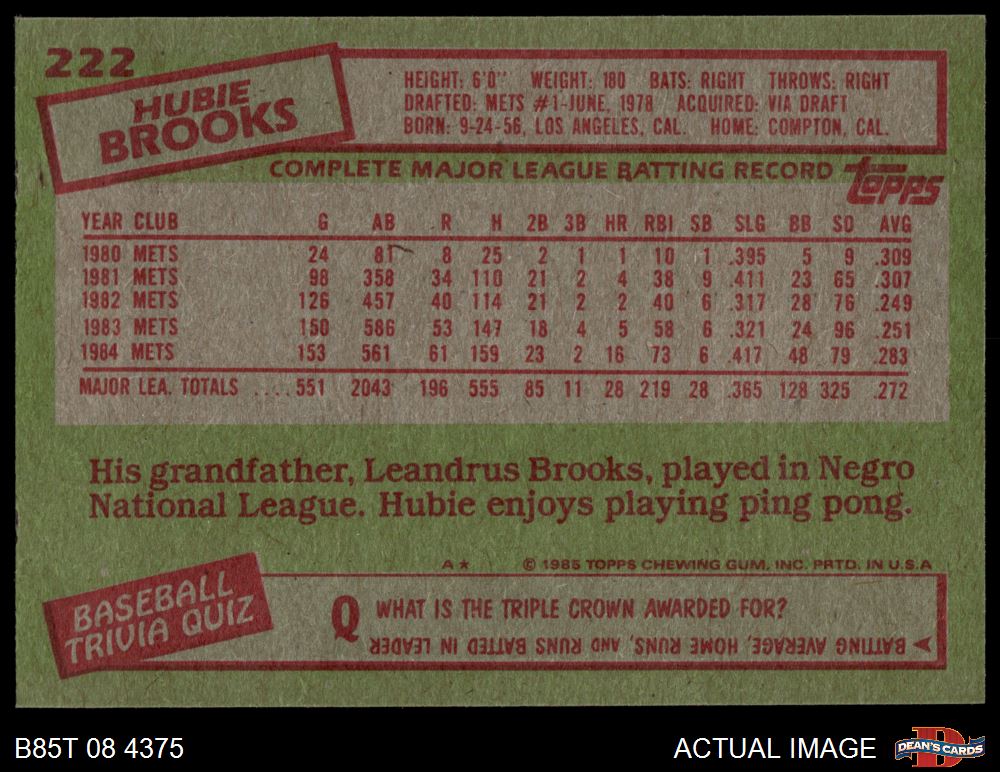 222
HUBIE
BROOKS
HEIGHT: 6'0" WEIGHT: 180 BATS: RIGHT THROWS: RIGHT
DRAFTED: METS #1-JUNE, 1978 ACQUIRED: VIA DRAFT
BORN: 9-24-56, LOS ANGELES, CAL. HOME: COMPTON, CAL.
COMPLETE MAJOR LEAGUE BATTING RECORD
Topps
YEAR CLUB G AB R H 2B 3B HR RBI SB SLG BB SO AVG
1980 METS 24 81 8 25 2 1 1 10 1 .395 5 9 .309
1981 METS 98 358 34 110 21 2 4 38 9 .411 23 65 .307
1982 METS 126 457 40 114 21 2 2 40 6 .317 28 76 .249
1983 METS 150 586 53 147 18 4 5 58 6 .321 24 96 .251
1984 METS 153 561 61 159 23 2 16 73 6 .417 48 79 .283
MAJOR LEA. TOTALS .... 551 2043 196 555 85 11 28 219 28 .365 128 325 .272
His grandfather, Leandrus Brooks, played in Negro
National League. Hubie enjoys playing ping pong.
A★ © 1985 TOPPS CHEWING GUM, INC. PRTD. IN U.S.A
BASEBALL
TRIVIA QUIZ
Q WHAT IS THE TRIPLE CROWN AWARDED FOR?
BATTING AVERAGE, HOME RUNS, AND RUNS BATTED IN LEADER
B85T 08 4375
ACTUAL IMAGE
D
DEAN'S CARDS